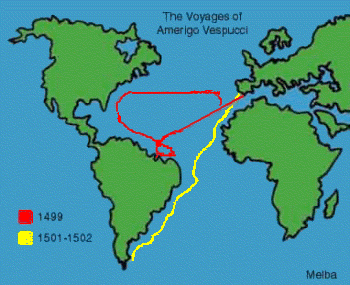 The Voyages of
Amerigo Vespucci
1499
1501-1502
Melba